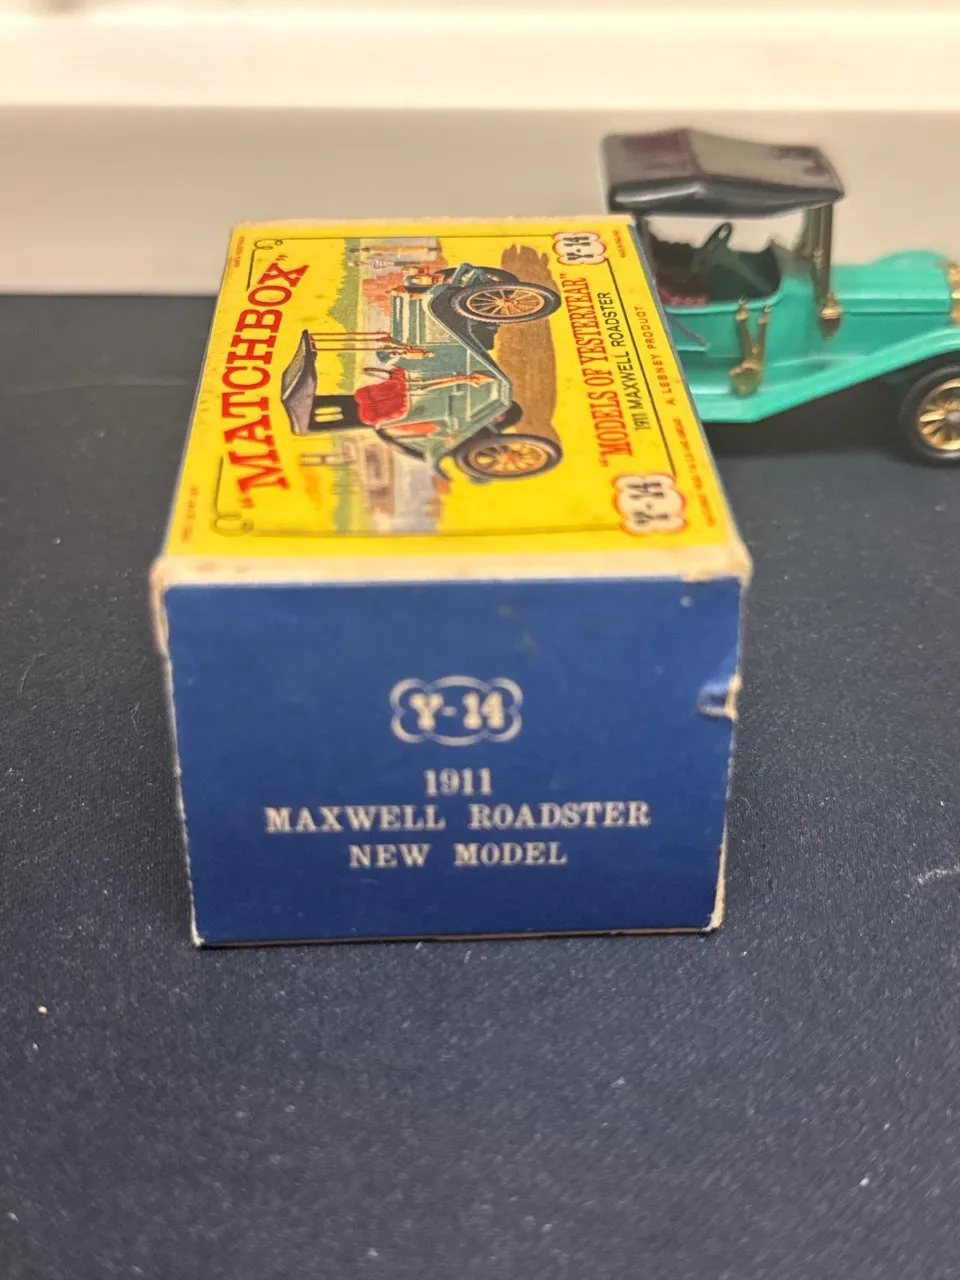 "MATCHBOX"
Y-14
"MODELS OF YESTERYEAR"
1911 MAXWELL ROADSTER
A LESNEY PRODUCT
Y-14
Y-14
1911
MAXWELL ROADSTER
NEW MODEL